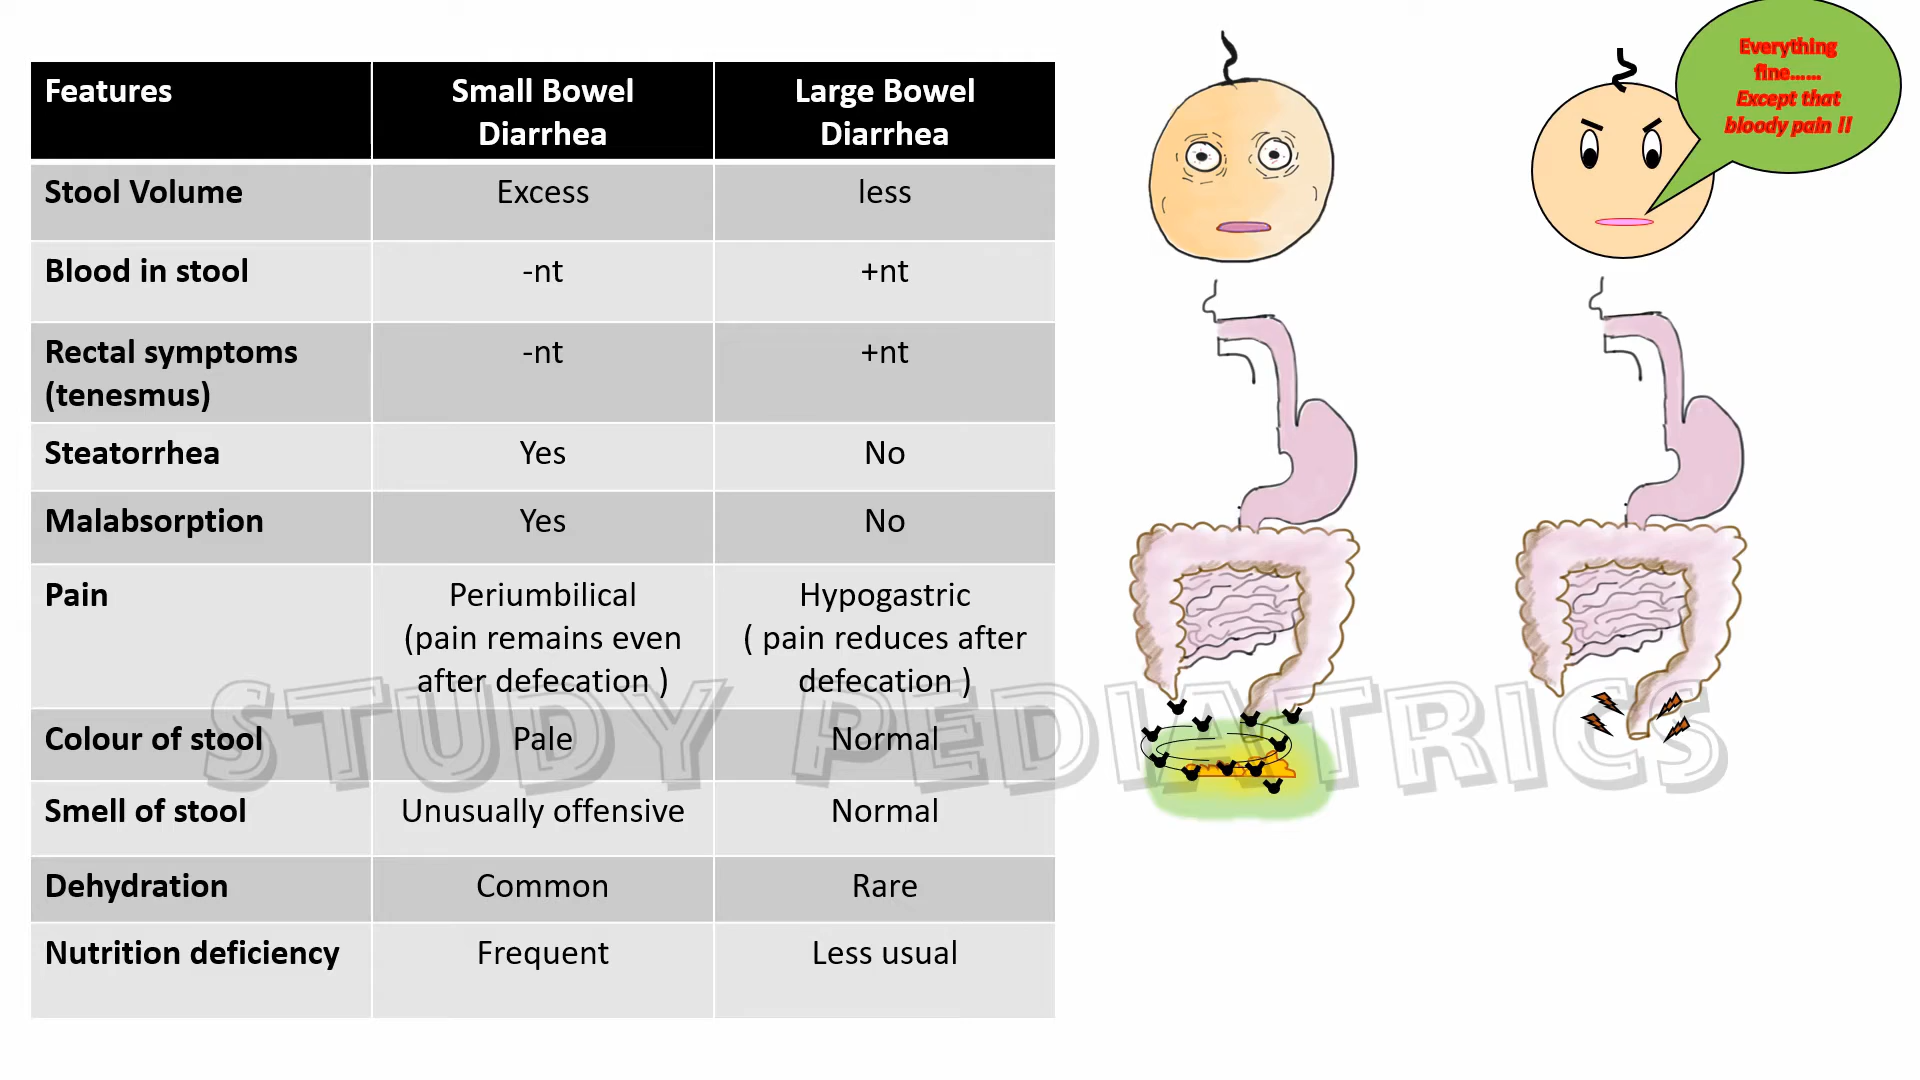 Features
Small Bowel
Diarrhea
Large Bowel
Diarrhea
Stool Volume
Excess
less
Blood in stool
-nt
+nt
Rectal symptoms
(tenesmus)
-nt
+nt
Steatorrhea
Yes
No
Malabsorption
Yes
No
Pain
Periumbilical
(pain remains even
after defecation )
Hypogastric
( pain reduces after
defecation )
Colour of stool
Pale
Normal
Smell of stool
Unusually offensive
Normal
Dehydration
Common
Rare
Nutrition deficiency
Frequent
Less usual
Everything
fine......
Except that
bloody pain !!
STUDY PEDIATRICS